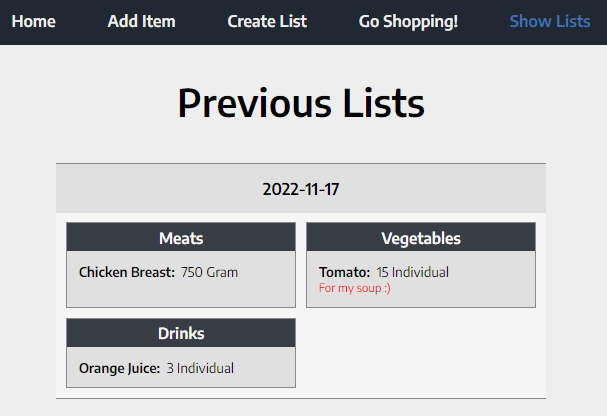 Home Add Item Create List Go Shopping! Show Lists
Previous Lists
2022-11-17
Meats
Chicken Breast: 750 Gram
Vegetables
Tomato: 15 Individual
For my soup :)
Drinks
Orange Juice: 3 Individual